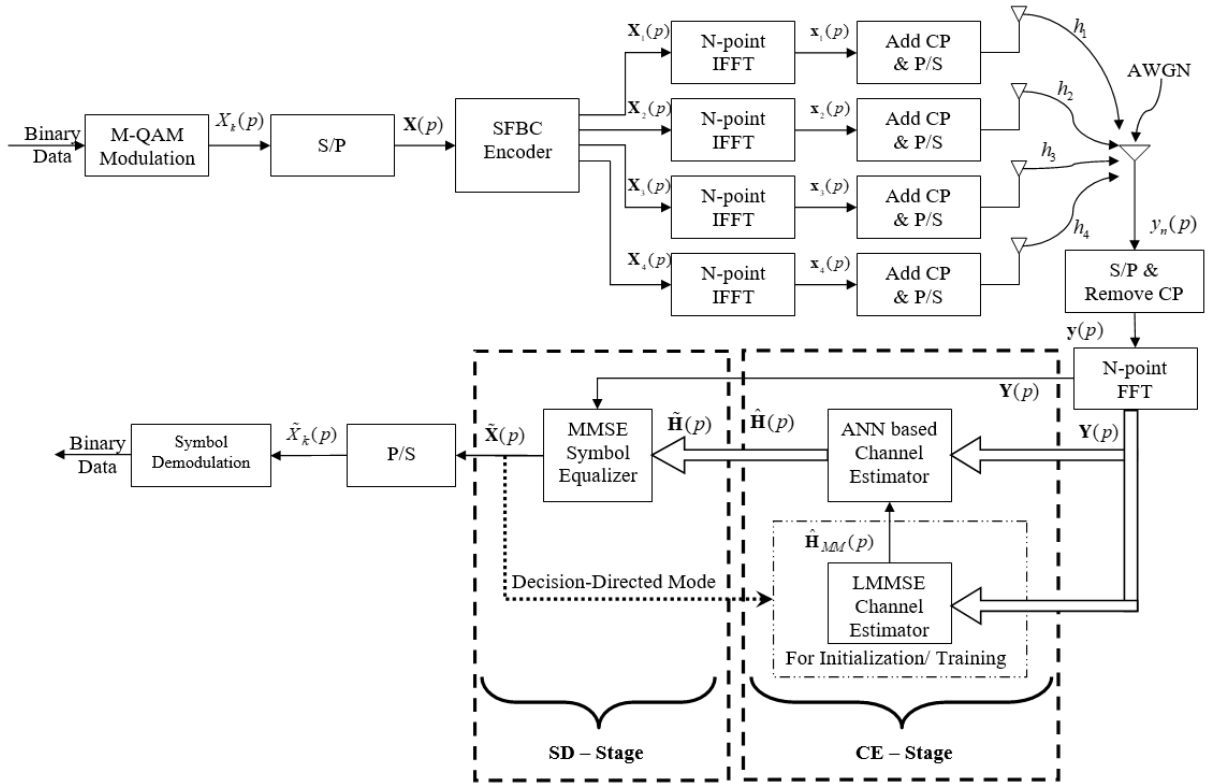 Binary
Data
M-QAM
Modulation
X_k(p)
S/P
X(p)
SFBC
Encoder
X_1(p)
N-point
IFFT
x_1(p)
Add CP
& P/S
h_1
X_2(p)
N-point
IFFT
x_2(p)
Add CP
& P/S
h_2
AWGN
X_3(p)
N-point
IFFT
x_3(p)
Add CP
& P/S
h_3
X_4(p)
N-point
IFFT
x_4(p)
Add CP
& P/S
h_4
y_n(p)
S/P &
Remove CP
y(p)
N-point
FFT
Y(p)
Y(p)
ANN based
Channel
Estimator
Ĥ(p)
H̃(p)
MMSE
Symbol
Equalizer
X̃(p)
P/S
X̃_k(p)
Symbol
Demodulation
Binary
Data
Ĥ_MM(p)
Decision-Directed Mode
LMMSE
Channel
Estimator
For Initialization/ Training
SD – Stage
CE – Stage